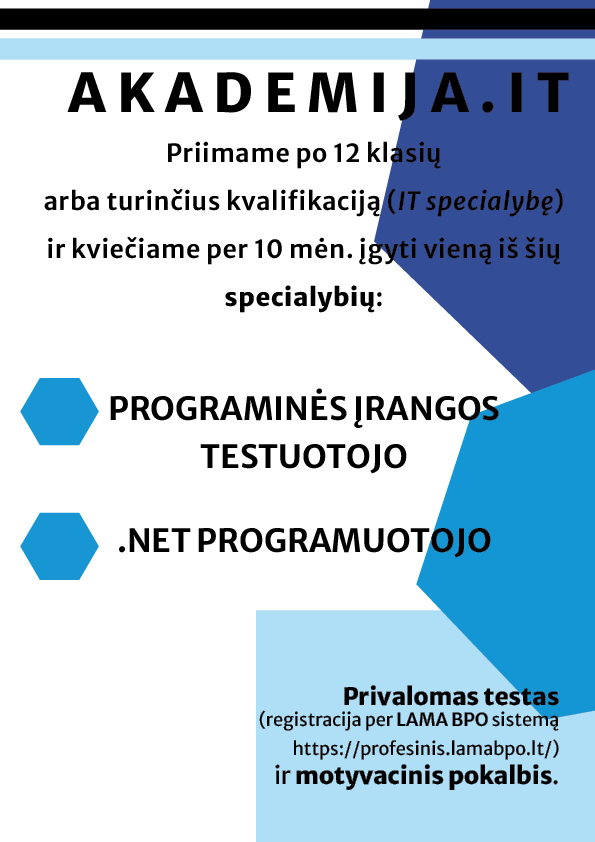 AKADEMIJA.IT
Priimame po 12 klasių
arba turinčius kvalifikaciją (IT specialybę)
ir kviečiame per 10 mėn. įgyti vieną iš šių
specialybių:
PROGRAMINĖS ĮRANGOS
TESTUOTOJO
.NET PROGRAMUOTOJO
Privalomas testas
(registracija per LAMA BPO sistemą
https://profesinis.lamabpo.lt/)
ir motyvacinis pokalbis.